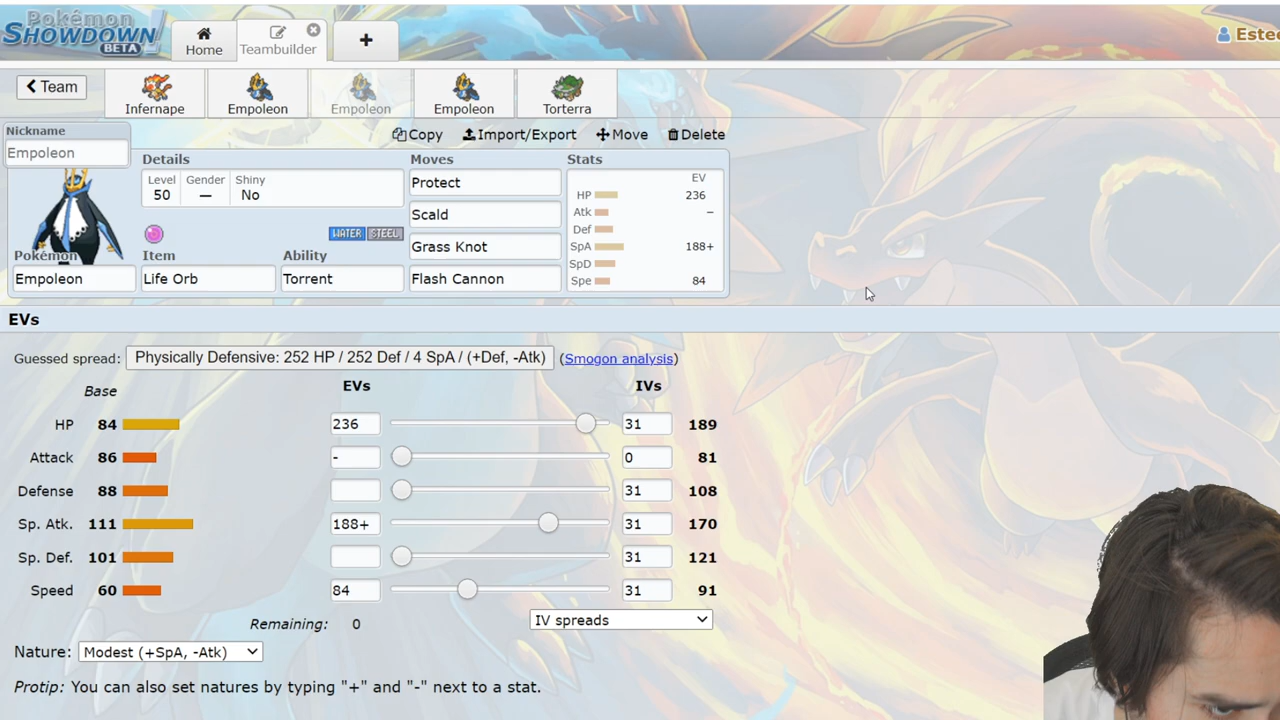 Pokémon
SHOWDOWN
BETA
Home
Teambuilder
Estee
Team
Infernape
Empoleon
Empoleon
Empoleon
Torterra
Copy
Import/Export
Move
Delete
Nickname
Empoleon
Details
Level
50
Gender
—
Shiny
No
WATER STEEL
Pokémon
Empoleon
Item
Life Orb
Ability
Torrent
Moves
Protect
Scald
Grass Knot
Flash Cannon
Stats
EV
HP 236
Atk –
Def
SpA 188+
SpD
Spe 84
EVs
Guessed spread: Physically Defensive: 252 HP / 252 Def / 4 SpA / (+Def, -Atk) (Smogon analysis)
Base EVs IVs
HP 84 236 31 189
Attack 86 - 0 81
Defense 88 31 108
Sp. Atk. 111 188+ 31 170
Sp. Def. 101 31 121
Speed 60 84 31 91
Remaining: 0
IV spreads
Nature: Modest (+SpA, -Atk)
Protip: You can also set natures by typing "+" and "-" next to a stat.